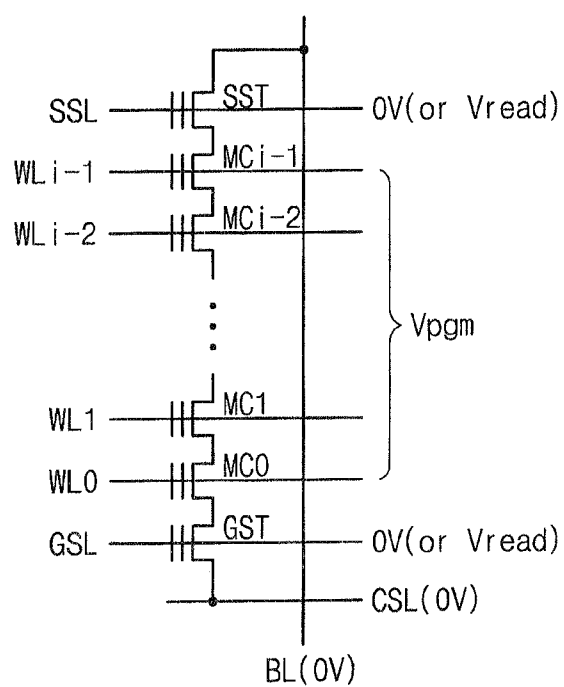 SSL SST 0V(or Vread)
WLi-1 MCi-1
WLi-2 MCi-2
Vpgm
WL1 MC1
WL0 MC0
GSL GST 0V(or Vread)
CSL(0V)
BL(0V)